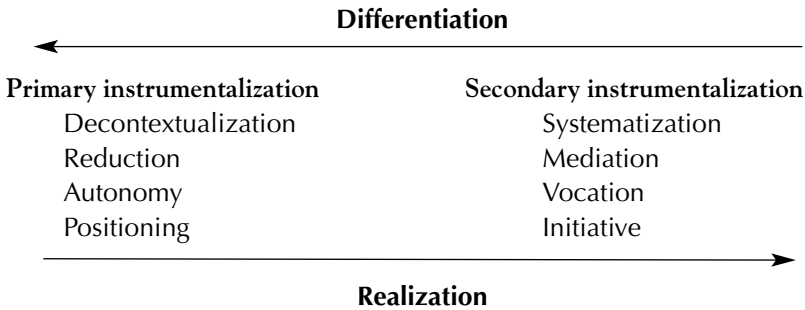 Differentiation
Primary instrumentalization Secondary instrumentalization
Decontextualization Systematization
Reduction Mediation
Autonomy Vocation
Positioning Initiative
Realization